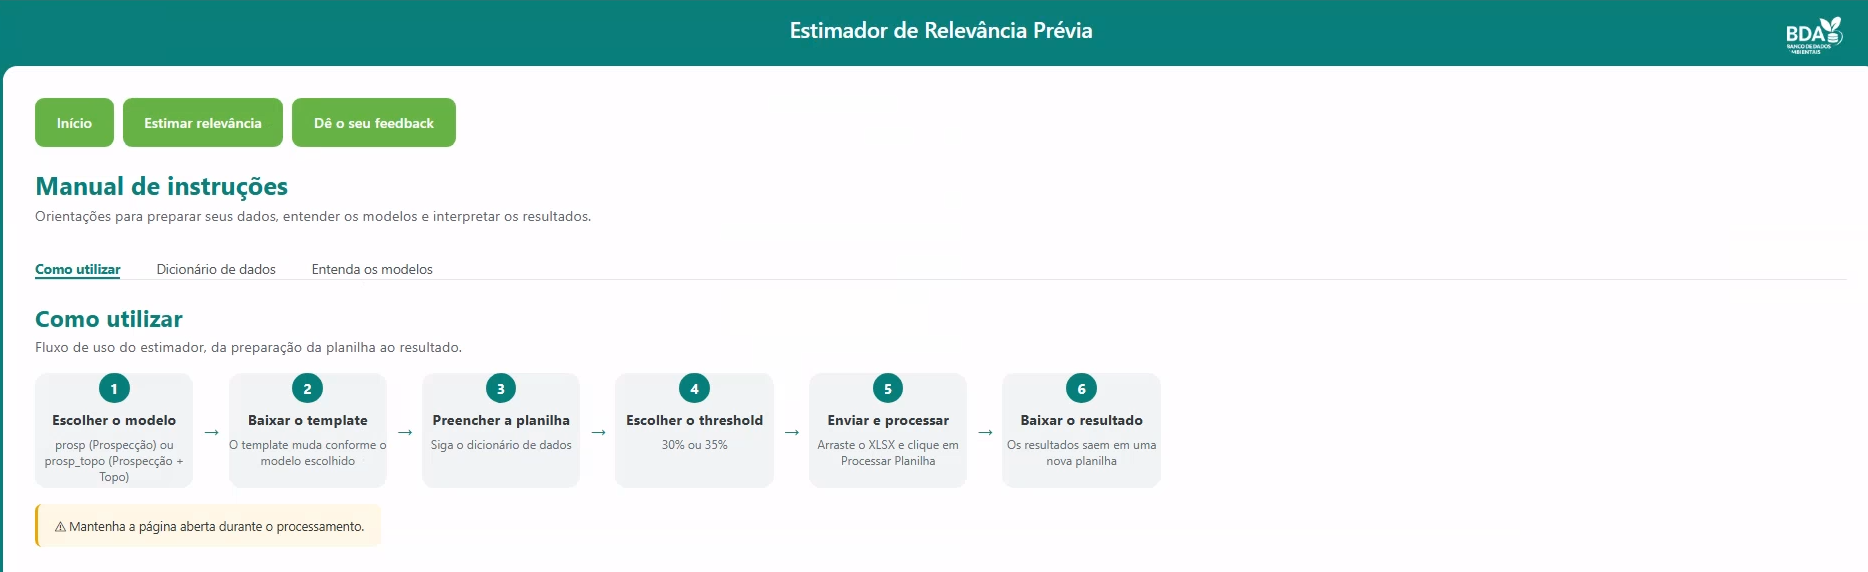 Estimador de Relevância Prévia
BDA
BANCO DE DADOS
AMBIENTAIS
Início
Estimar relevância
Dê o seu feedback
Manual de instruções
Orientações para preparar seus dados, entender os modelos e interpretar os resultados.
Como utilizar
Dicionário de dados
Entenda os modelos
Como utilizar
Fluxo de uso do estimador, da preparação da planilha ao resultado.
1
Escolher o modelo
prosp (Prospecção) ou
prosp_topo (Prospecção +
Topo)
→
2
Baixar o template
O template muda conforme o
modelo escolhido
→
3
Preencher a planilha
Siga o dicionário de dados
→
4
Escolher o threshold
30% ou 35%
→
5
Enviar e processar
Arraste o XLSX e clique em
Processar Planilha
→
6
Baixar o resultado
Os resultados saem em uma
nova planilha
⚠ Mantenha a página aberta durante o processamento.